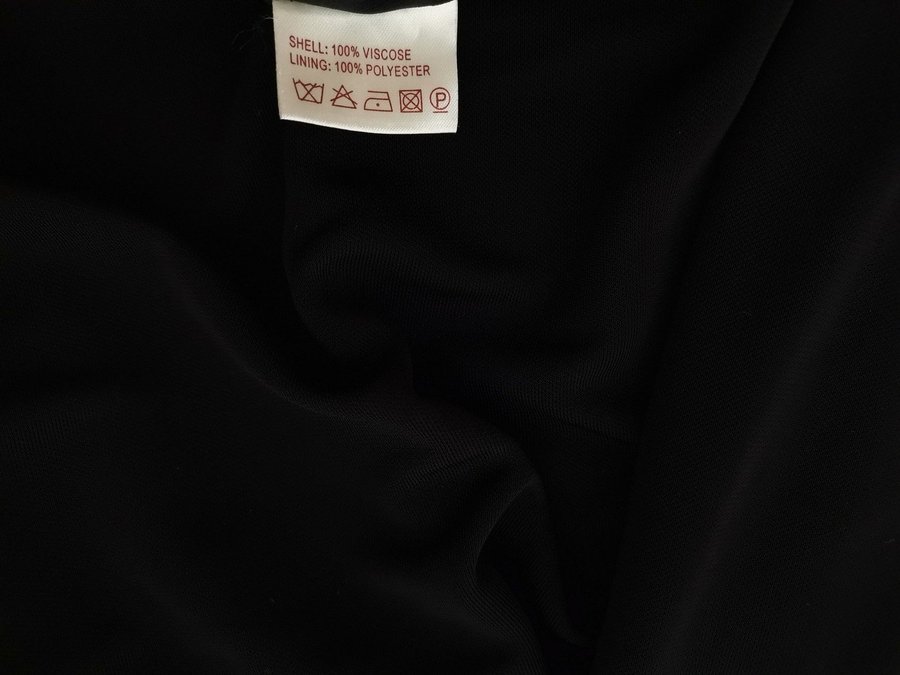 SHELL: 100% VISCOSE
LINING: 100% POLYESTER
P